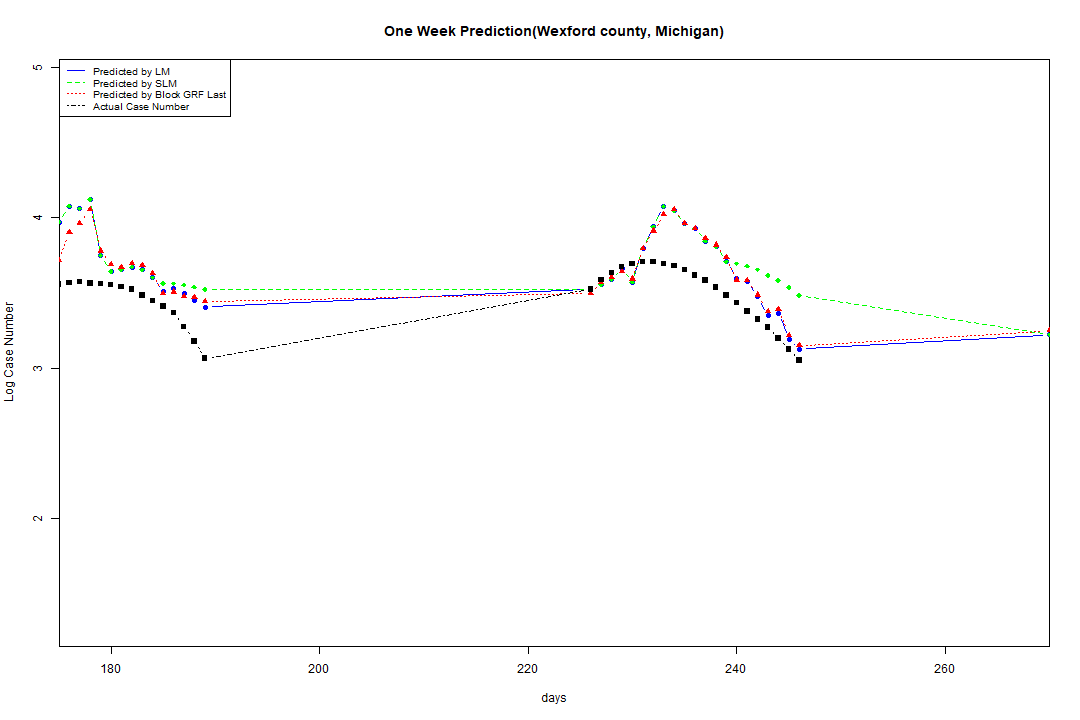 One Week Prediction(Wexford county, Michigan)
Predicted by LM
Predicted by SLM
Predicted by Block GRF Last
Actual Case Number
5
4
3
2
Log Case Number
180 200 220 240 260
days